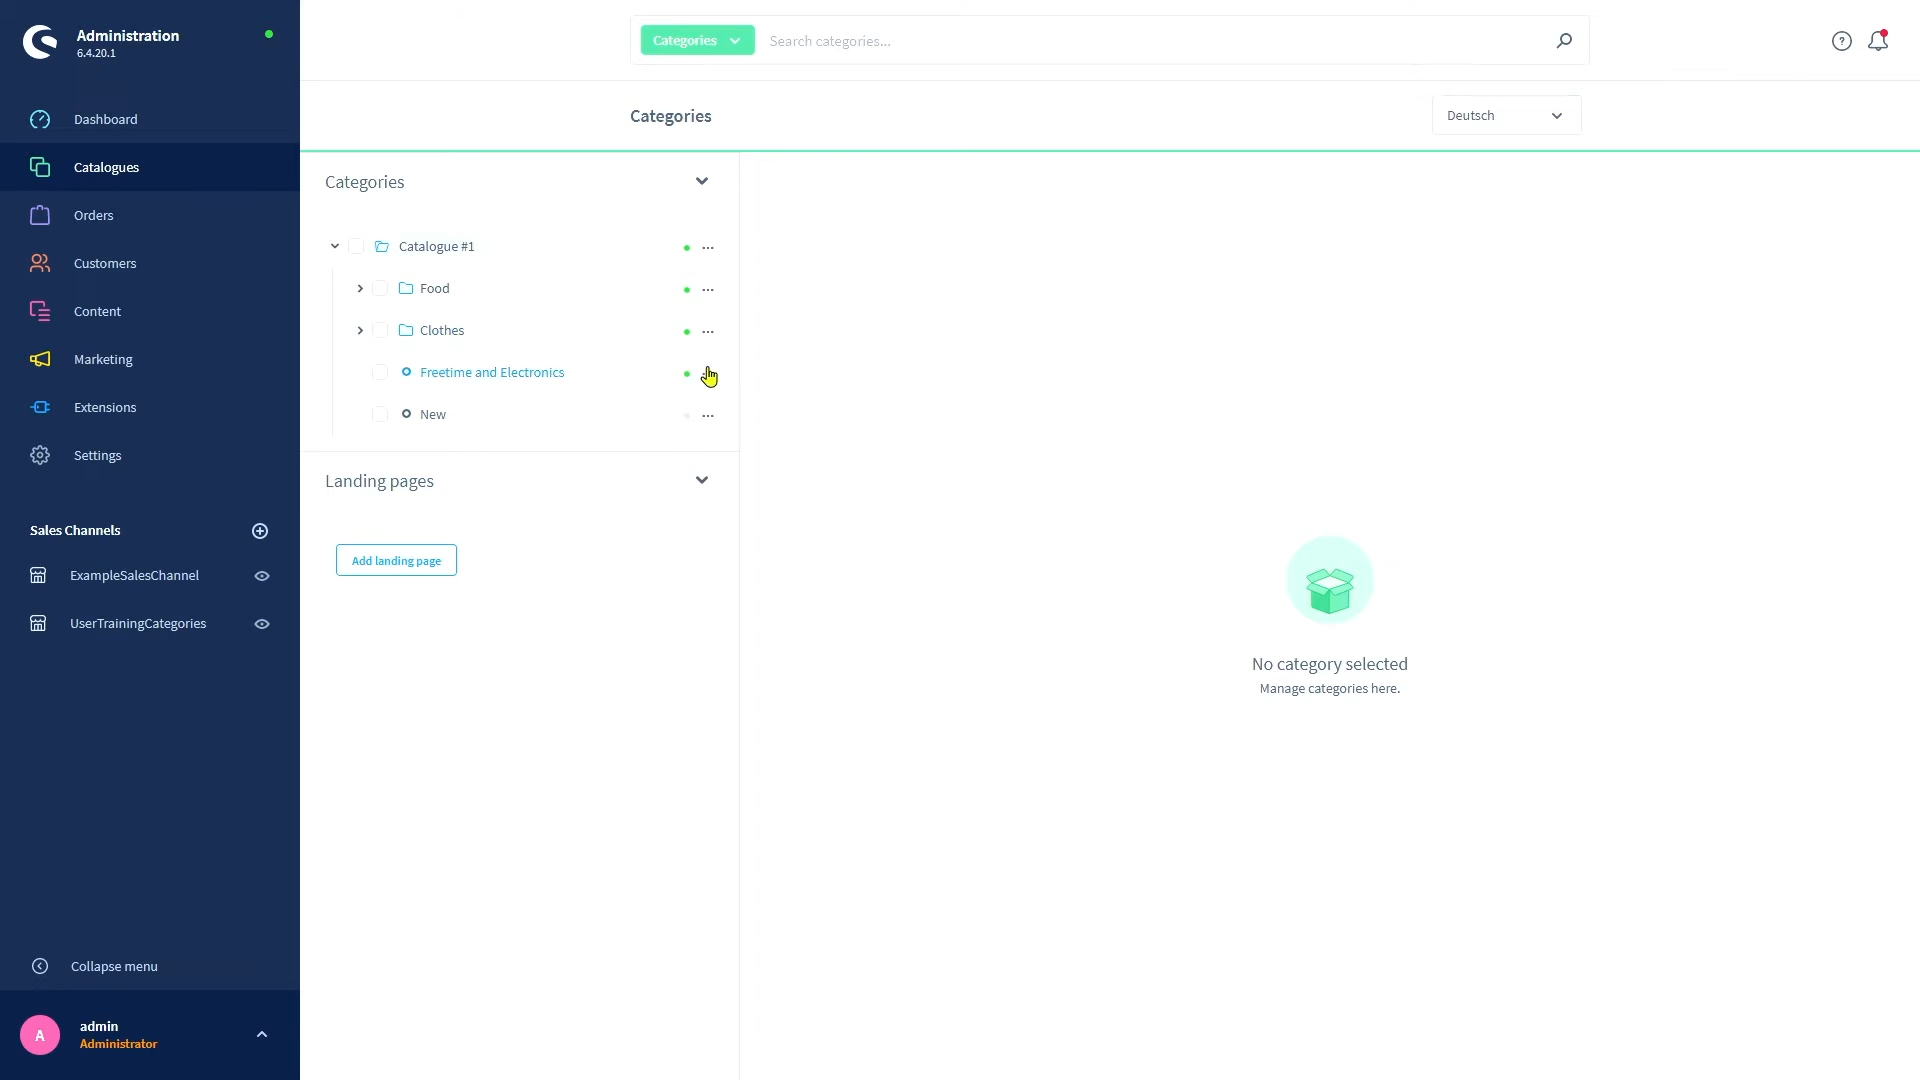 Administration
6.4.20.1
Categories
Search categories...
Dashboard
Catalogues
Orders
Customers
Content
Marketing
Extensions
Settings
Sales Channels
ExampleSalesChannel
UserTrainingCategories
Collapse menu
A
admin
Administrator
Categories
Deutsch
Categories
Catalogue #1
Food
Clothes
Freetime and Electronics
New
Landing pages
Add landing page
No category selected
Manage categories here.